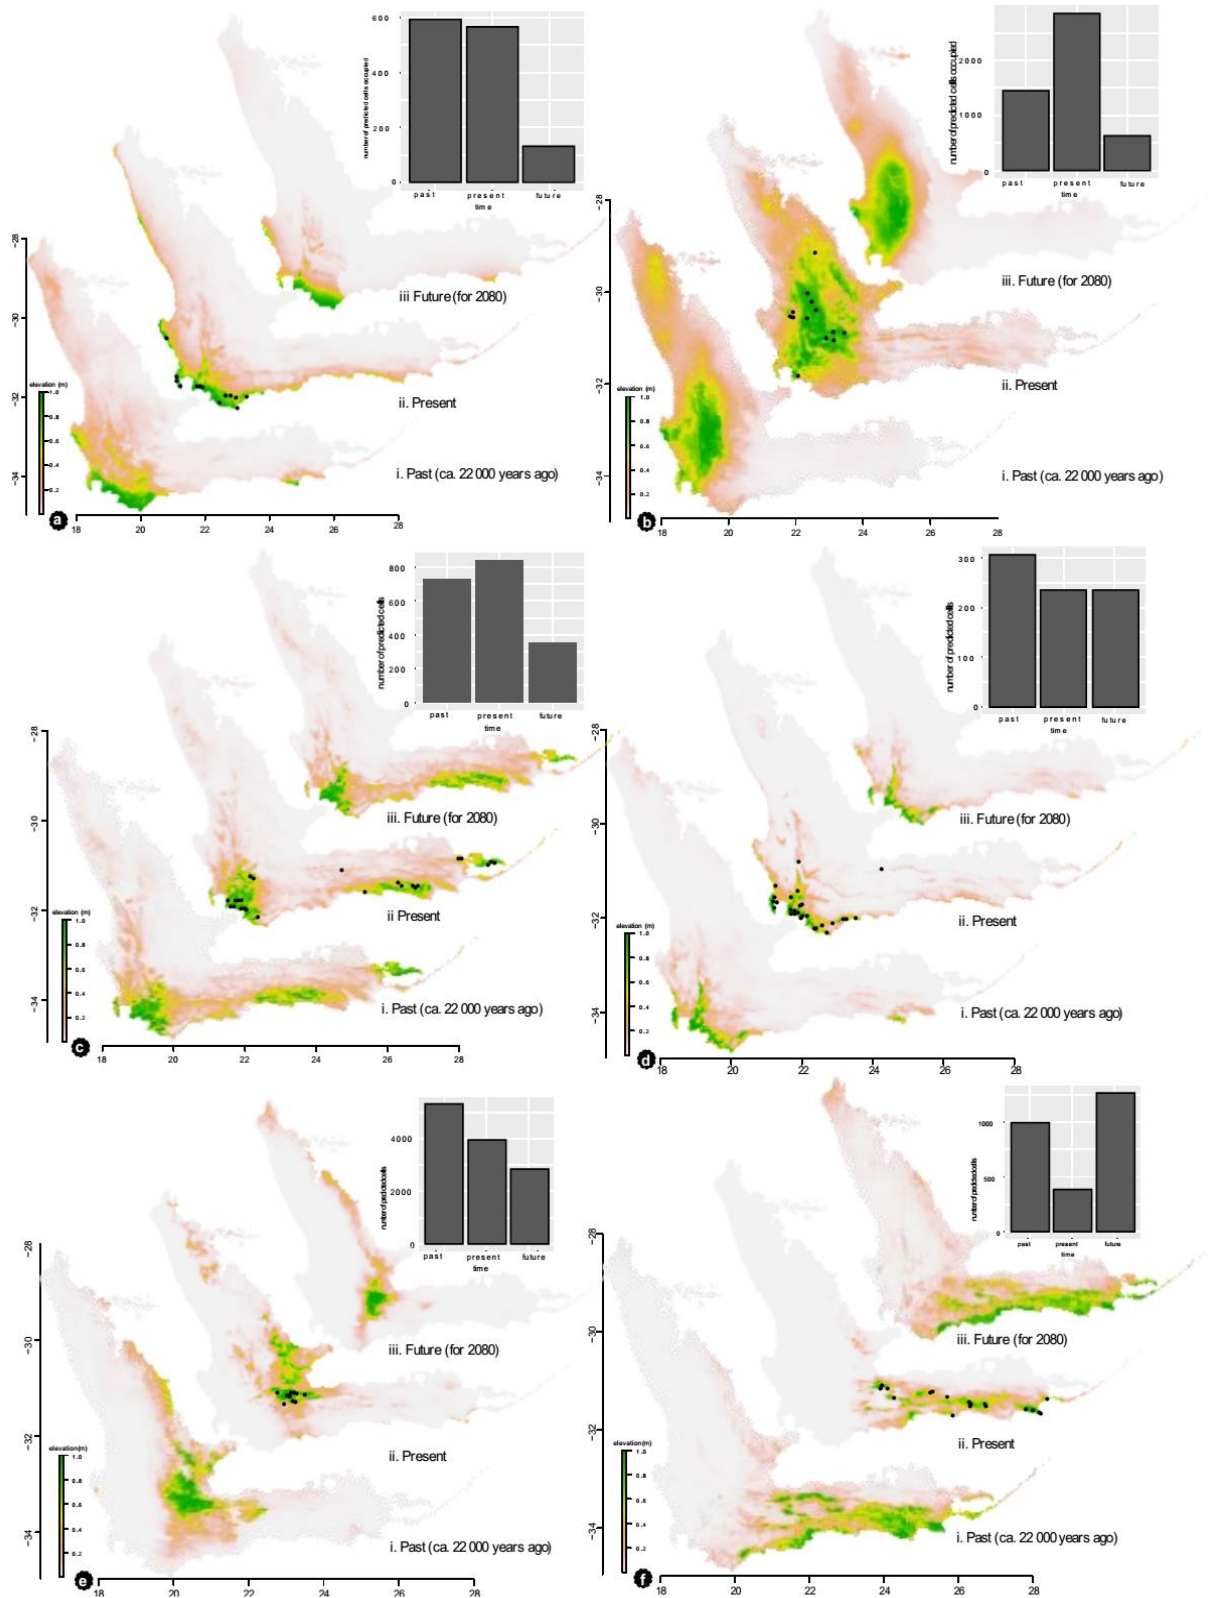 600
400
200
0
number of predicted cells occupied
past present future
time
iii Future (for 2080)
ii. Present
i. Past (ca. 22 000 years ago)
elevation (m)
1.0
0.8
0.6
0.4
0.2
-28
-30
-32
-34
18 20 22 24 26 28
a
2000
1000
0
number of predicted cells occupied
past present future
time
iii. Future (for 2080)
ii. Present
i. Past (ca. 22 000 years ago)
elevation (m)
1.0
0.8
0.6
0.4
0.2
-28
-30
-32
-34
18 20 22 24 26 28
b
800
600
400
200
0
number of predicted cells
past present future
time
iii. Future (for 2080)
ii Present
i. Past (ca. 22 000 years ago)
elevation (m)
1.0
0.8
0.6
0.4
0.2
-28
-30
-32
-34
18 20 22 24 26 28
c
300
200
100
0
number of predicted cells
past present future
time
iii. Future (for 2080)
ii. Present
i. Past (ca. 22 000 years ago)
elevation (m)
1.0
0.8
0.6
0.4
0.2
-28
-30
-32
-34
18 20 22 24 26 28
d
4000
2000
0
number of predicted cells
past present future
time
iii. Future (for 2080)
ii. Present
i. Past (ca. 22 000 years ago)
elevation(m)
1.0
0.8
0.6
0.4
0.2
-28
-30
-32
-34
18 20 22 24 26 28
e
1000
500
0
number of predicted cells
past present future
time
iii. Future (for 2080)
ii. Present
i. Past (ca. 22 000 years ago)
elevation(m)
1.0
0.8
0.6
0.4
0.2
-28
-30
-32
-34
18 20 22 24 26 28
f